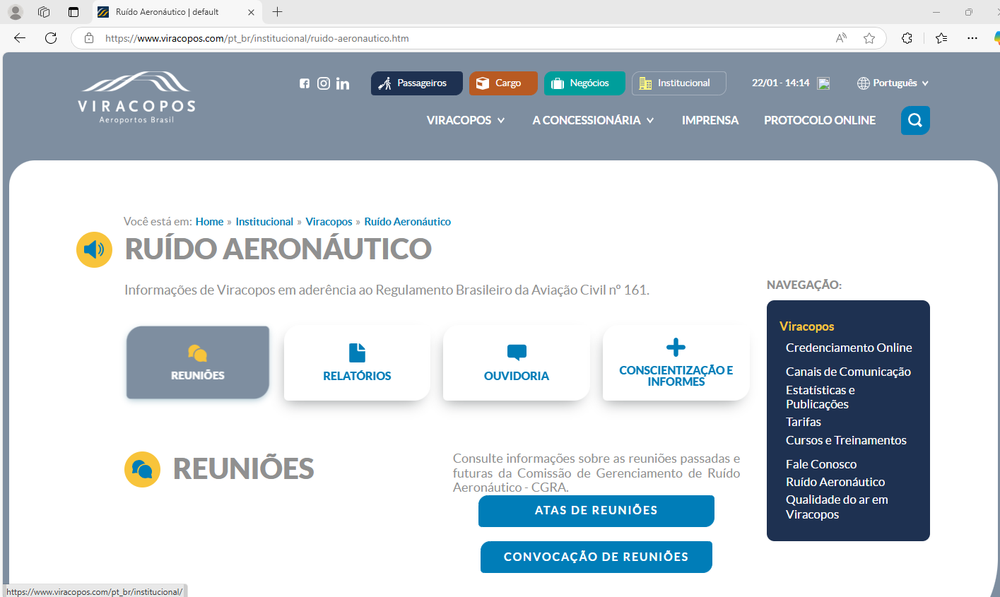 Ruído Aeronáutico | default
https://www.viracopos.com/pt_br/institucional/ruido-aeronautico.htm
VIRACOPOS
Aeroportos Brasil
Passageiros
Cargo
Negócios
Institucional
22/01 - 14:14
Português
VIRACOPOS
A CONCESSIONÁRIA
IMPRENSA
PROTOCOLO ONLINE
Você está em: Home » Institucional » Viracopos » Ruído Aeronáutico
RUÍDO AERONÁUTICO
Informações de Viracopos em aderência ao Regulamento Brasileiro da Aviação Civil nº 161.
REUNIÕES
RELATÓRIOS
OUVIDORIA
CONSCIENTIZAÇÃO E
INFORMES
REUNIÕES
Consulte informações sobre as reuniões passadas e
futuras da Comissão de Gerenciamento de Ruído
Aeronáutico - CGRA.
ATAS DE REUNIÕES
CONVOCAÇÃO DE REUNIÕES
NAVEGAÇÃO:
Viracopos
Credenciamento Online
Canais de Comunicação
Estatísticas e
Publicações
Tarifas
Cursos e Treinamentos
Fale Conosco
Ruído Aeronáutico
Qualidade do ar em
Viracopos
https://www.viracopos.com/pt_br/institucional/